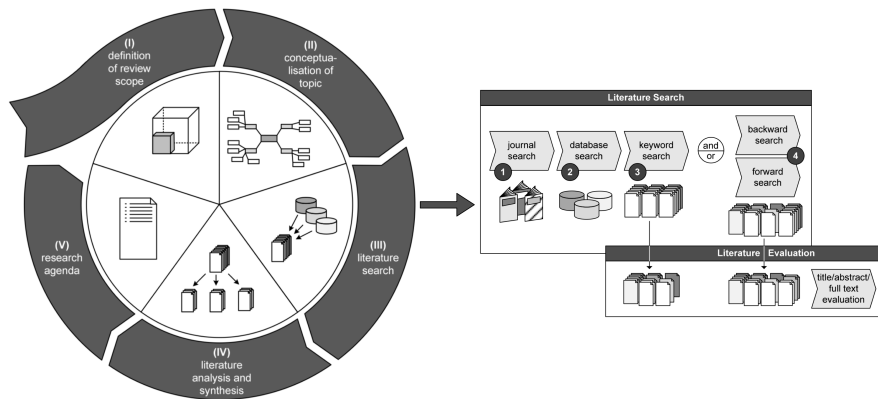 (I)
definition
of review
scope
(II)
conceptua-
lisation of
topic
(III)
literature
search
(IV)
literature
analysis and
synthesis
(V)
research
agenda
Literature Search
journal
search
1
database
search
2
keyword
search
3
and
or
backward
search
4
forward
search
Literature Evaluation
title/abstract/
full text
evaluation